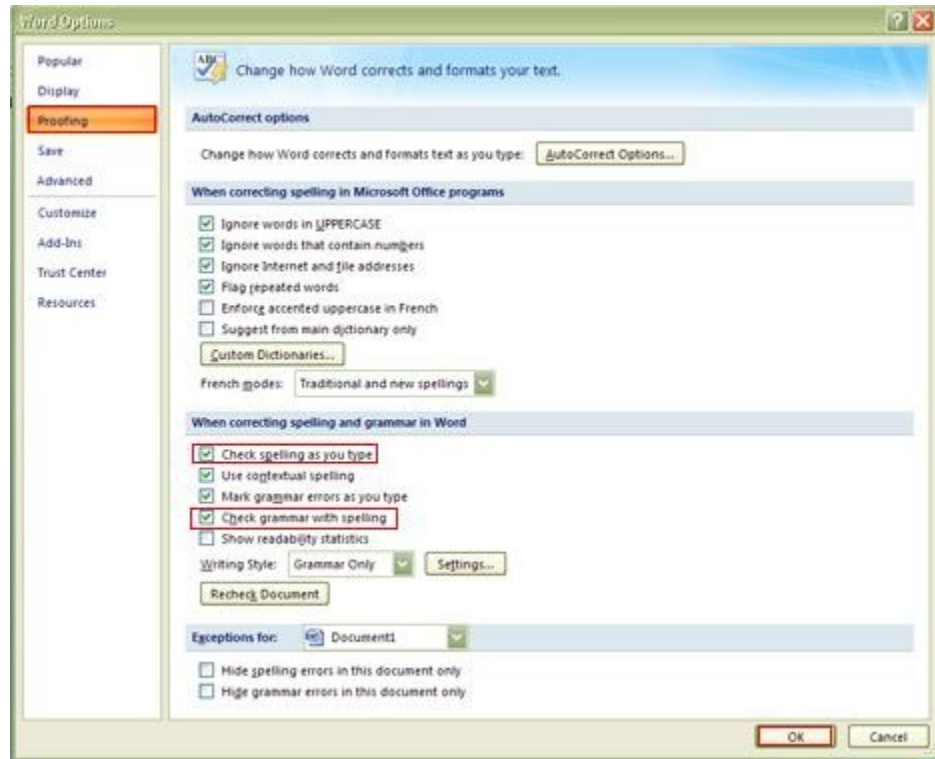 Word Options
Popular
Display
Proofing
Save
Advanced
Customize
Add-Ins
Trust Center
Resources
ABC
Change how Word corrects and formats your text.
AutoCorrect options
Change how Word corrects and formats text as you type: AutoCorrect Options...
When correcting spelling in Microsoft Office programs
Ignore words in UPPERCASE
Ignore words that contain numbers
Ignore Internet and file addresses
Flag repeated words
Enforce accented uppercase in French
Suggest from main dictionary only
Custom Dictionaries...
French modes: Traditional and new spellings
When correcting spelling and grammar in Word
Check spelling as you type
Use contextual spelling
Mark grammar errors as you type
Check grammar with spelling
Show readability statistics
Writing Style: Grammar Only Settings...
Recheck Document
Exceptions for: Document1
Hide spelling errors in this document only
Hide grammar errors in this document only
OK Cancel